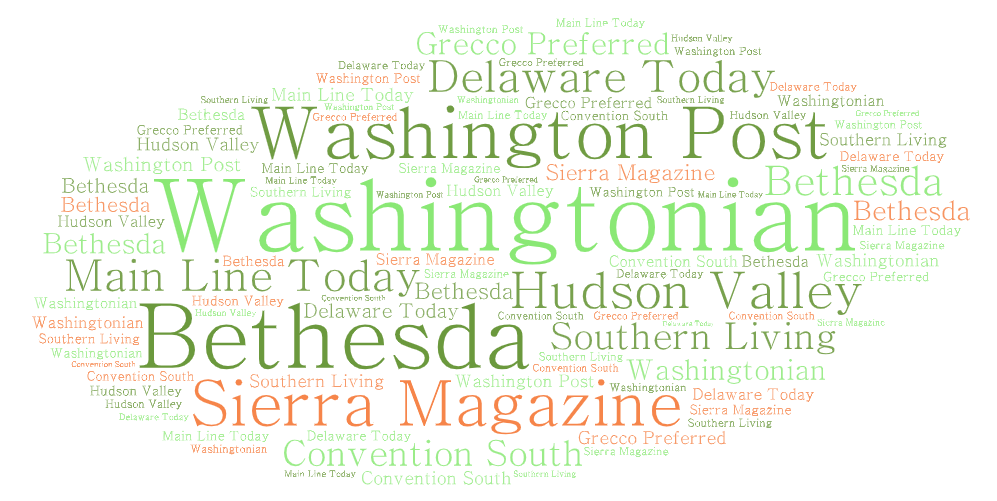 Main Line Today
Washington Post
Grecco Preferred
Hudson Valley
Washington Post
Grecco Preferred
Delaware Today
Delaware Today
Washington Post
Delaware Today
Main Line Today
Southern Living
Washingtonian
Grecco Preferred
Southern Living
Washingtonian
Washington Post
Bethesda
Grecco Preferred
Main Line Today
Convention South
Hudson Valley
Grecco Preferred
Washington Post
Washington Post
Grecco Preferred
Hudson Valley
Southern Living
Delaware Today
Washington Post
Main Line Today
Sierra Magazine
Sierra Magazine
Sierra Magazine
Main Line Today
Grecco Preferred
Bethesda
Bethesda
Southern Living
Washington Post
Hudson Valley
Washington Post
Main Line Today
Washingtonian
Bethesda
Bethesda
Hudson Valley
Main Line Today
Bethesda
Sierra Magazine
Bethesda
Sierra Magazine
Convention South
Bethesda
Washingtonian
Main Line Today
Sierra Magazine
Delaware Today
Grecco Preferred
Bethesda
Hudson Valley
Washingtonian
Hudson Valley
Convention South
Hudson Valley
Delaware Today
Convention South
Grecco Preferred
Convention South
Washingtonian
Delaware Today
Sierra Magazine
Bethesda
Southern Living
Southern Living
Washingtonian
Southern Living
Convention South
Convention South
Washingtonian
Convention South
Southern Living
Washington Post
Washingtonian
Hudson Valley
Sierra Magazine
Delaware Today
Hudson Valley
Sierra Magazine
Delaware Today
Southern Living
Main Line Today
Delaware Today
Grecco Preferred
Washingtonian
Convention South
Sierra Magazine
Main Line Today
Convention South
Southern Living